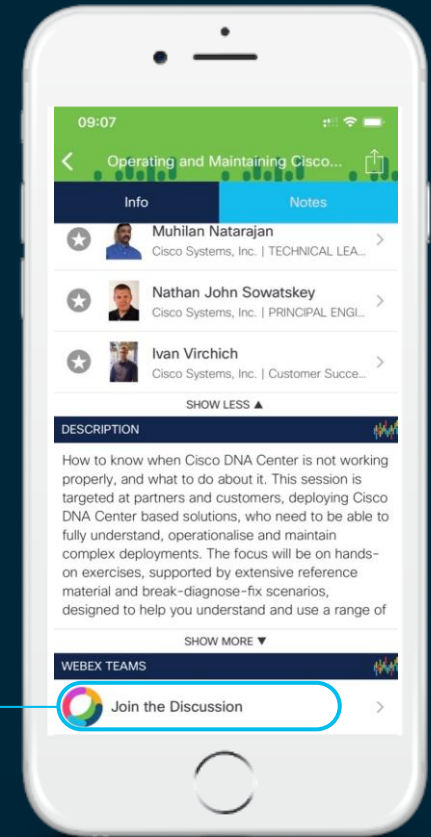 09:07
Operating and Maintaining Cisco...
Info
Notes
Muhilan Natarajan
Cisco Systems, Inc. | TECHNICAL LEA...
Nathan John Sowatskey
Cisco Systems, Inc. | PRINCIPAL ENGI...
Ivan Virchich
Cisco Systems, Inc. | Customer Succe...
SHOW LESS ▲
DESCRIPTION
How to know when Cisco DNA Center is not working
properly, and what to do about it. This session is
targeted at partners and customers, deploying Cisco
DNA Center based solutions, who need to be able to
fully understand, operationalise and maintain
complex deployments. The focus will be on hands-
on exercises, supported by extensive reference
material and break-diagnose-fix scenarios,
designed to help you understand and use a range of
SHOW MORE ▼
WEBEX TEAMS
Join the Discussion